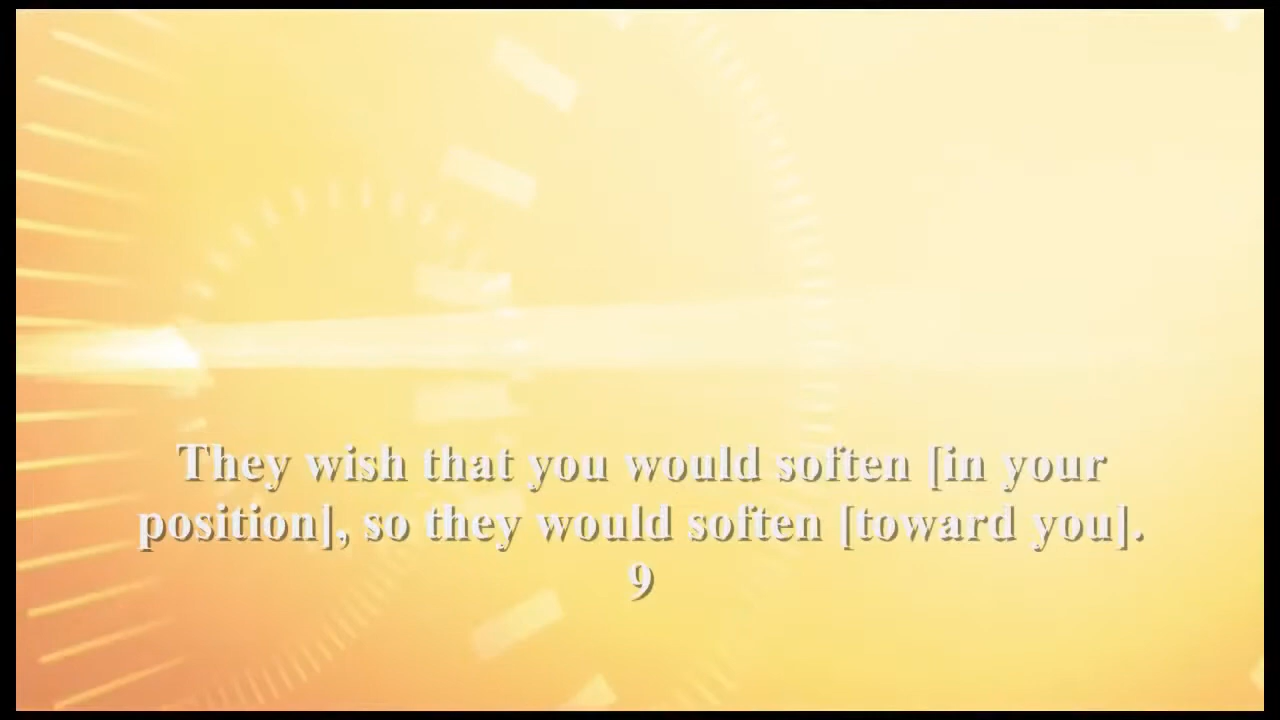 They wish that you would soften [in your
position], so they would soften [toward you].
9